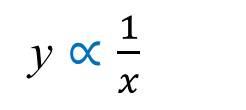 y ∝ 1/x